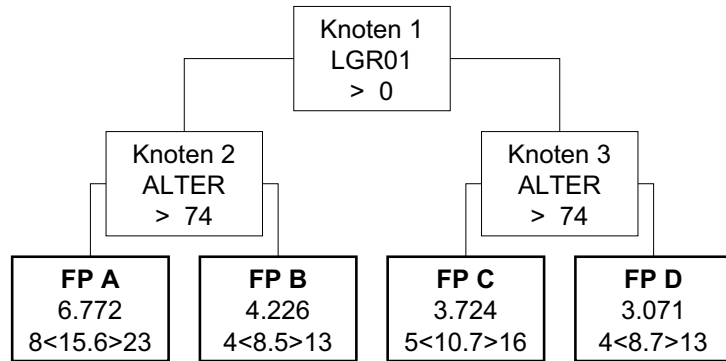 Knoten 1
LGR01
> 0
Knoten 2
ALTER
> 74
Knoten 3
ALTER
> 74
FP A
6.772
8<15.6>23
FP B
4.226
4<8.5>13
FP C
3.724
5<10.7>16
FP D
3.071
4<8.7>13